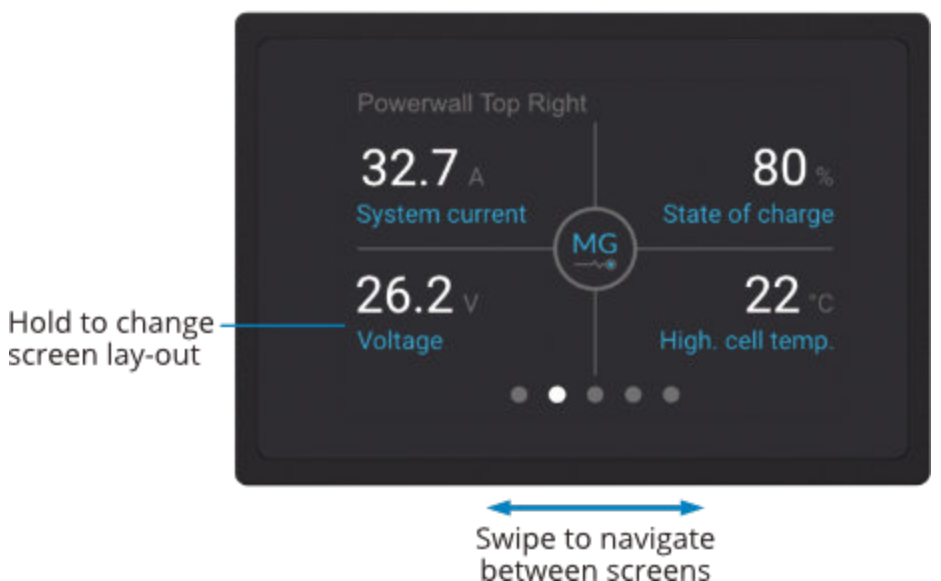 Powerwall Top Right
32.7 A
System current
80 %
State of charge
MG
26.2 V
Voltage
22 °C
High. cell temp.
Hold to change
screen lay-out
Swipe to navigate
between screens